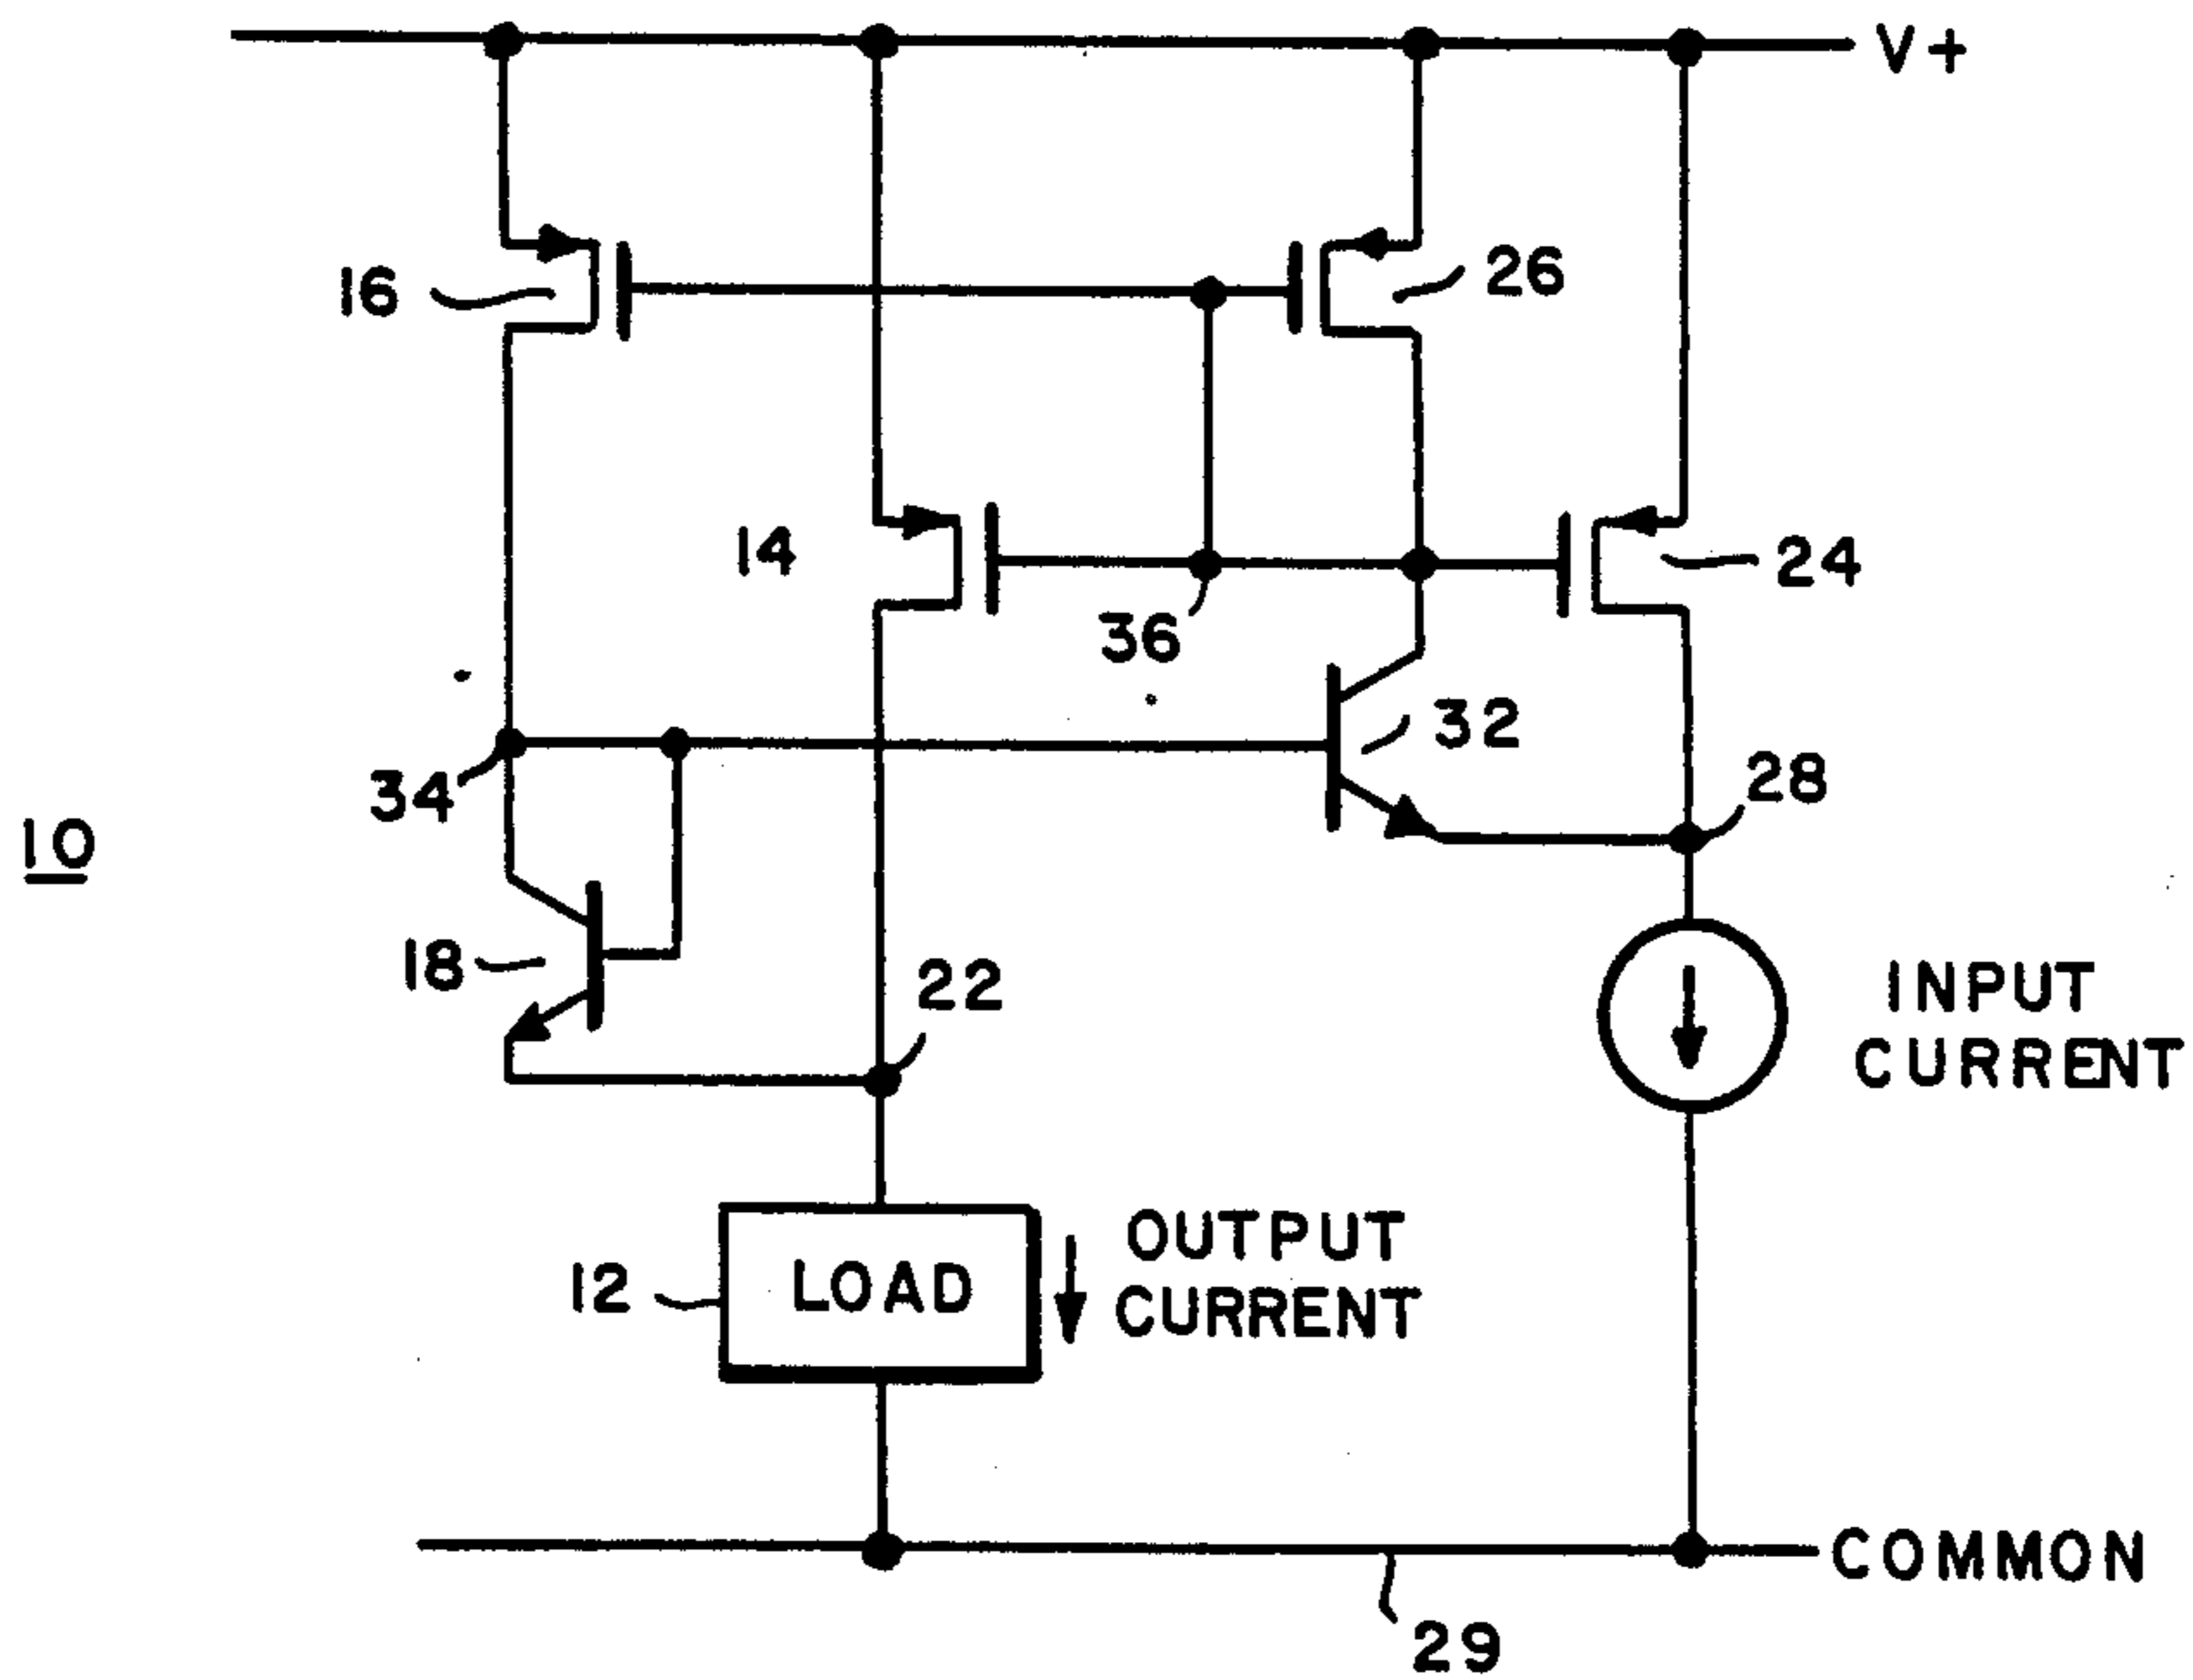 V+
16
26
14
24
36
32
34
28
10
18
22
INPUT
CURRENT
12
LOAD
OUTPUT
CURRENT
COMMON
29